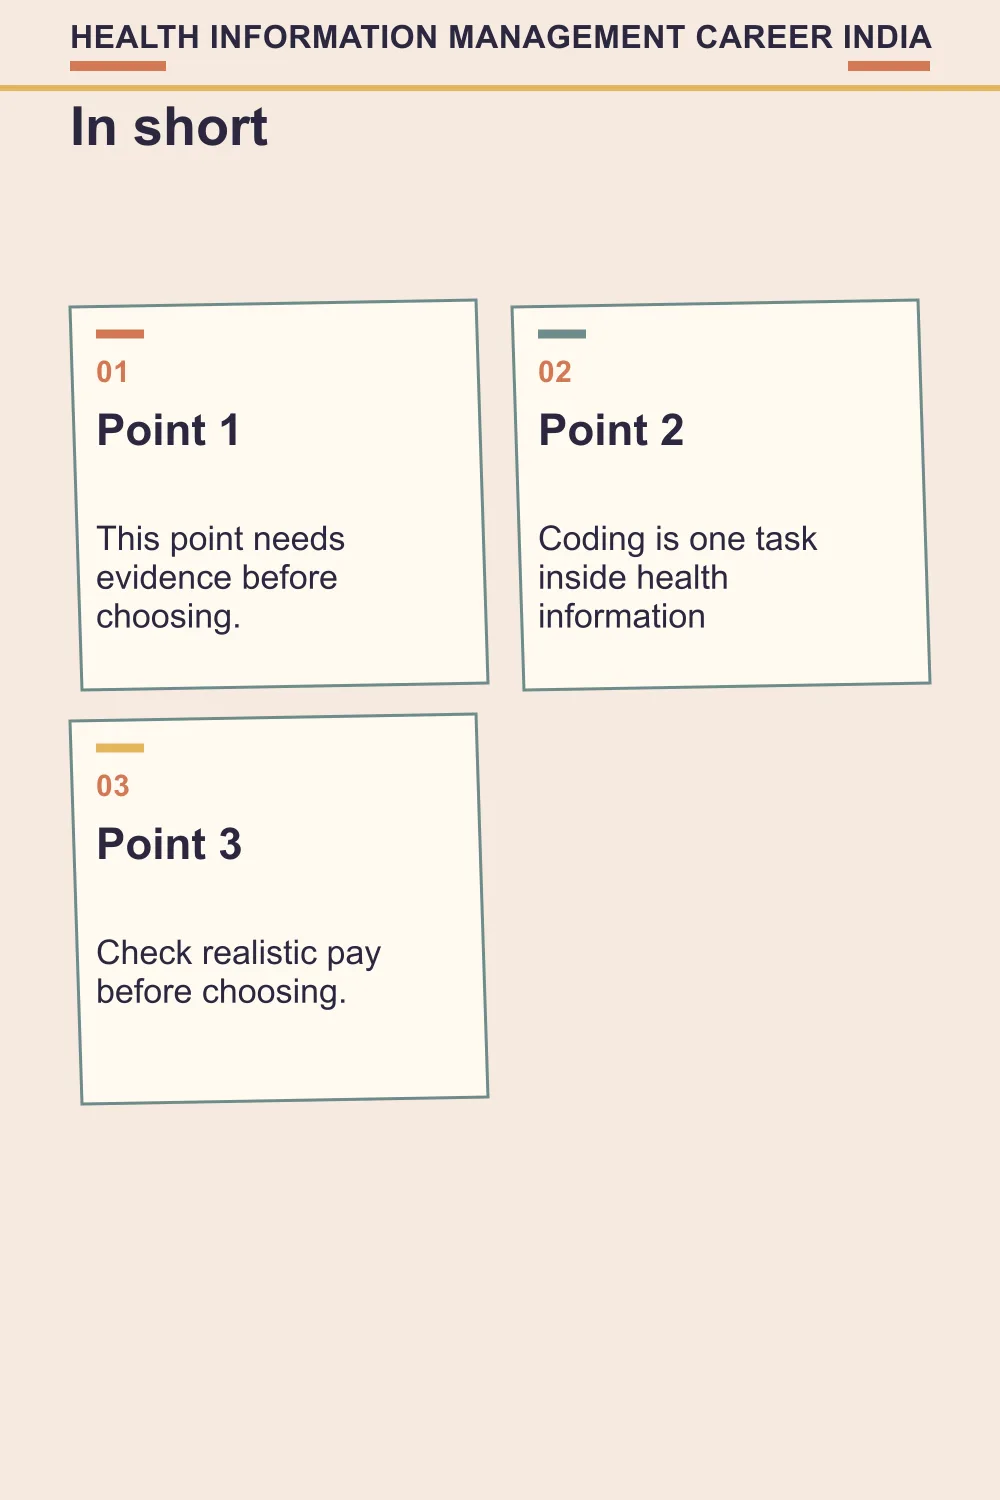 HEALTH INFORMATION MANAGEMENT CAREER INDIA
In short
01
Point 1
This point needs
evidence before
choosing.
02
Point 2
Coding is one task
inside health
information
03
Point 3
Check realistic pay
before choosing.